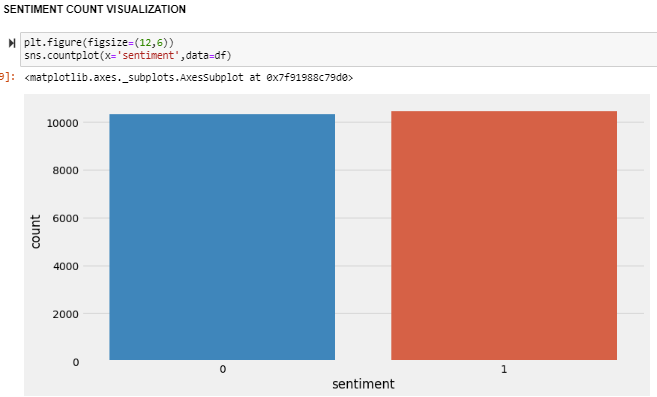 SENTIMENT COUNT VISUALIZATION
plt.figure(figsize=(12,6))
sns.countplot(x='sentiment',data=df)
9]: <matplotlib.axes._subplots.AxesSubplot at 0x7f91988c79d0>
10000
8000
6000
4000
2000
0
count
0 1
sentiment